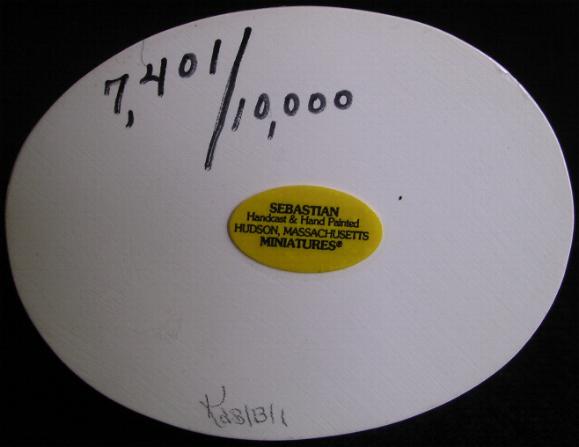 7,401/10,000
SEBASTIAN
Handcast & Hand Painted
HUDSON, MASSACHUSETTS
MINIATURES®